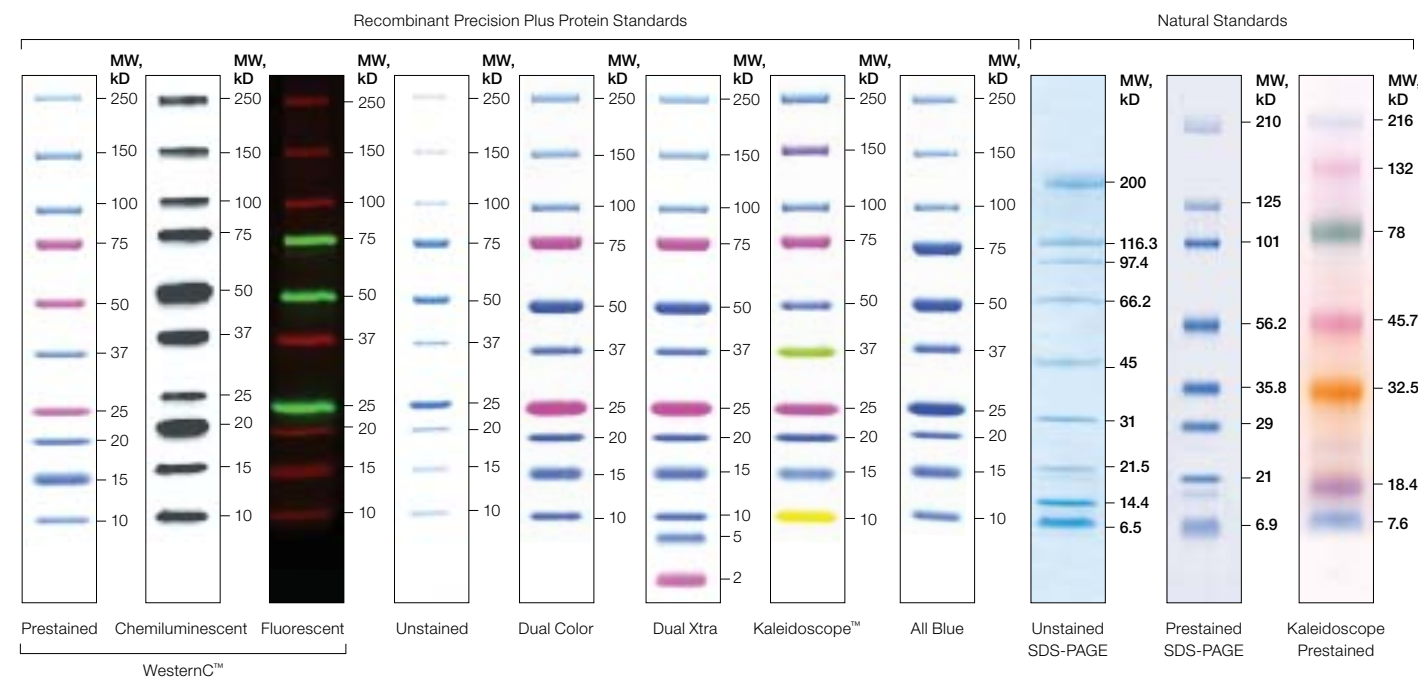 Recombinant Precision Plus Protein Standards
Natural Standards
MW,
kD
250
150
100
75
50
37
25
20
15
10
Prestained
MW,
kD
250
150
100
75
50
37
25
20
15
10
Chemiluminescent
250
150
100
75
50
37
25
20
15
10
Fluorescent
WesternC™
MW,
kD
250
150
100
75
50
37
25
20
15
10
Unstained
MW,
kD
250
150
100
75
50
37
25
20
15
10
Dual Color
MW,
kD
250
150
100
75
50
37
25
20
15
10
5
2
Dual Xtra
MW,
kD
250
150
100
75
50
37
25
20
15
10
Kaleidoscope™
MW,
kD
250
150
100
75
50
37
25
20
15
10
All Blue
MW,
kD
200
116.3
97.4
66.2
45
31
21.5
14.4
6.5
Unstained
SDS-PAGE
MW,
kD
210
125
101
56.2
35.8
29
21
6.9
Prestained
SDS-PAGE
MW,
kD
216
132
78
45.7
32.5
18.4
7.6
Kaleidoscope
Prestained